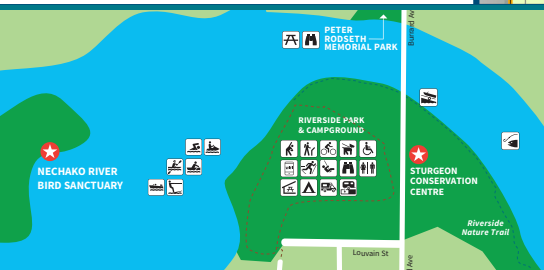 PETER
RODSETH
MEMORIAL PARK
Burrard Av
RIVERSIDE PARK
& CAMPGROUND
NECHAKO RIVER
BIRD SANCTUARY
STURGEON
CONSERVATION
CENTRE
Riverside
Nature Trail
Louvain St
d Ave